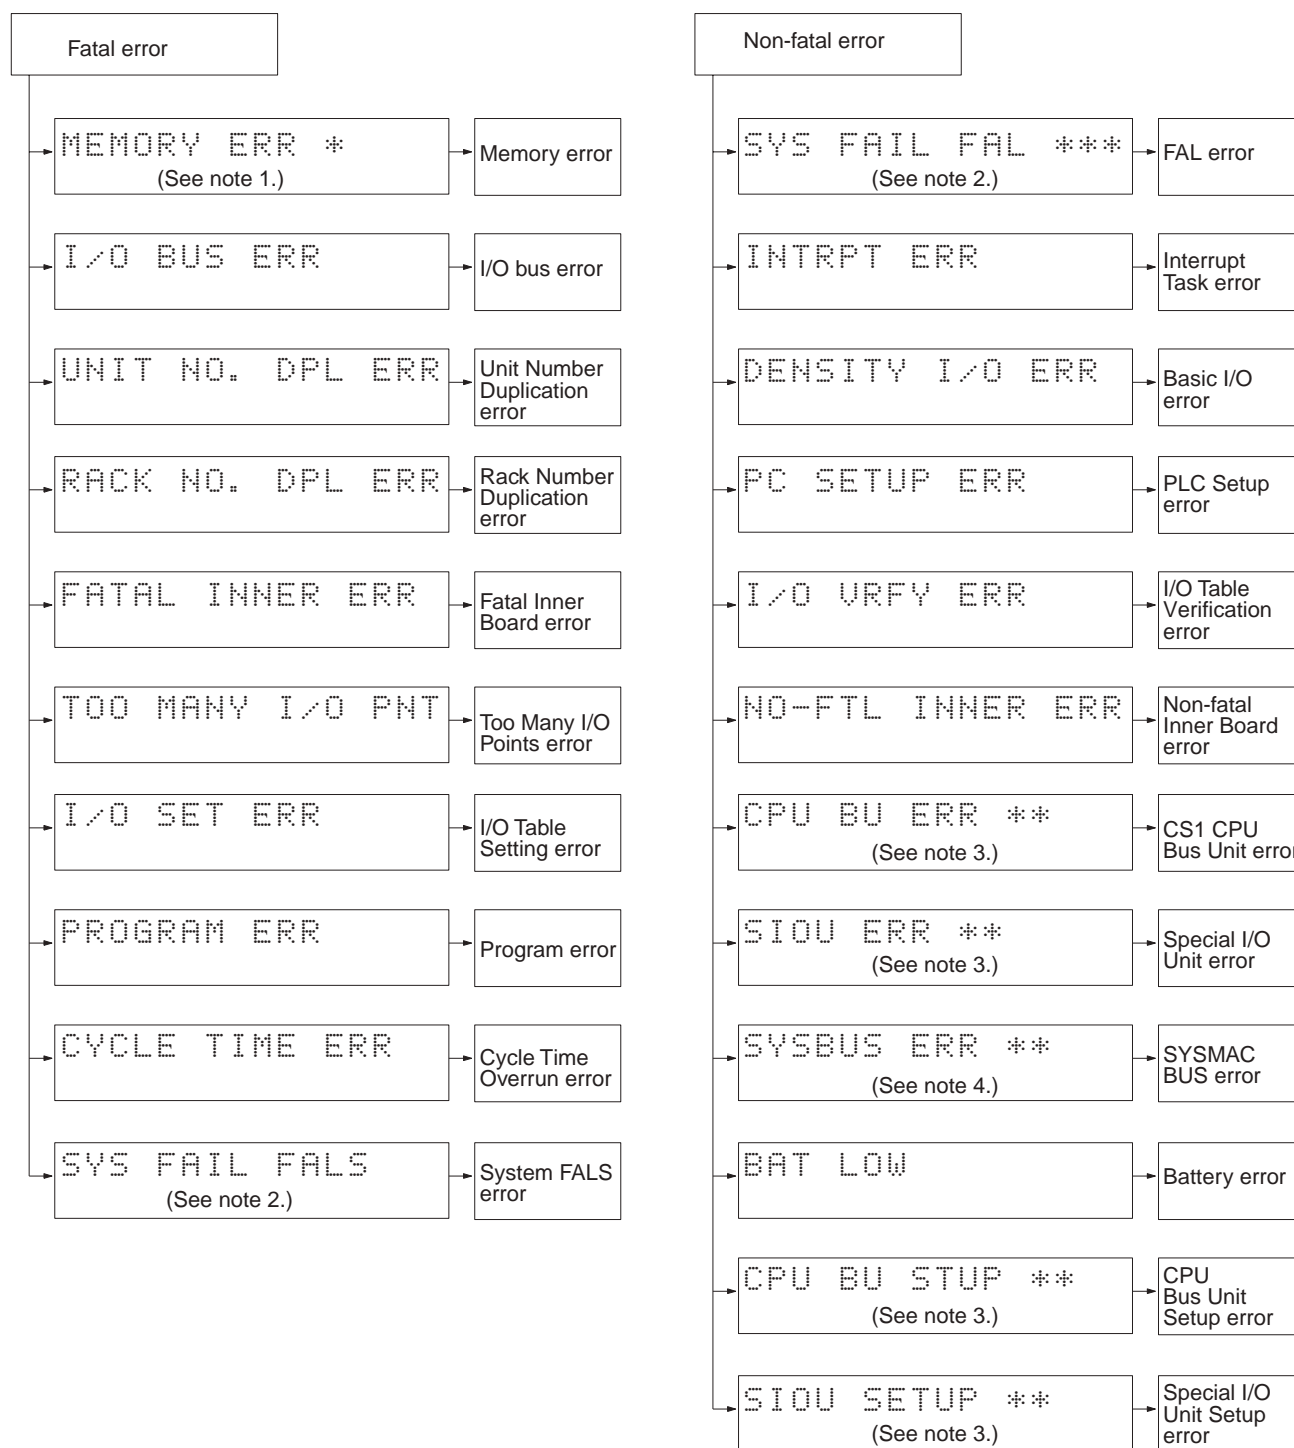 Fatal error
MEMORY ERR *
(See note 1.)
Memory error
I/O BUS ERR
I/O bus error
UNIT NO. DPL ERR
Unit Number
Duplication
error
RACK NO. DPL ERR
Rack Number
Duplication
error
FATAL INNER ERR
Fatal Inner
Board error
TOO MANY I/O PNT
Too Many I/O
Points error
I/O SET ERR
I/O Table
Setting error
PROGRAM ERR
Program error
CYCLE TIME ERR
Cycle Time
Overrun error
SYS FAIL FALS
(See note 2.)
System FALS
error
Non-fatal error
SYS FAIL FAL ***
(See note 2.)
FAL error
INTRPT ERR
Interrupt
Task error
DENSITY I/O ERR
Basic I/O
error
PC SETUP ERR
PLC Setup
error
I/O VRFY ERR
I/O Table
Verification
error
NO-FTL INNER ERR
Non-fatal
Inner Board
error
CPU BU ERR **
(See note 3.)
CS1 CPU
Bus Unit error
SIOU ERR **
(See note 3.)
Special I/O
Unit error
SYSBUS ERR **
(See note 4.)
SYSMAC
BUS error
BAT LOW
Battery error
CPU BU STUP **
(See note 3.)
CPU
Bus Unit
Setup error
SIOU SETUP **
(See note 3.)
Special I/O
Unit Setup
error